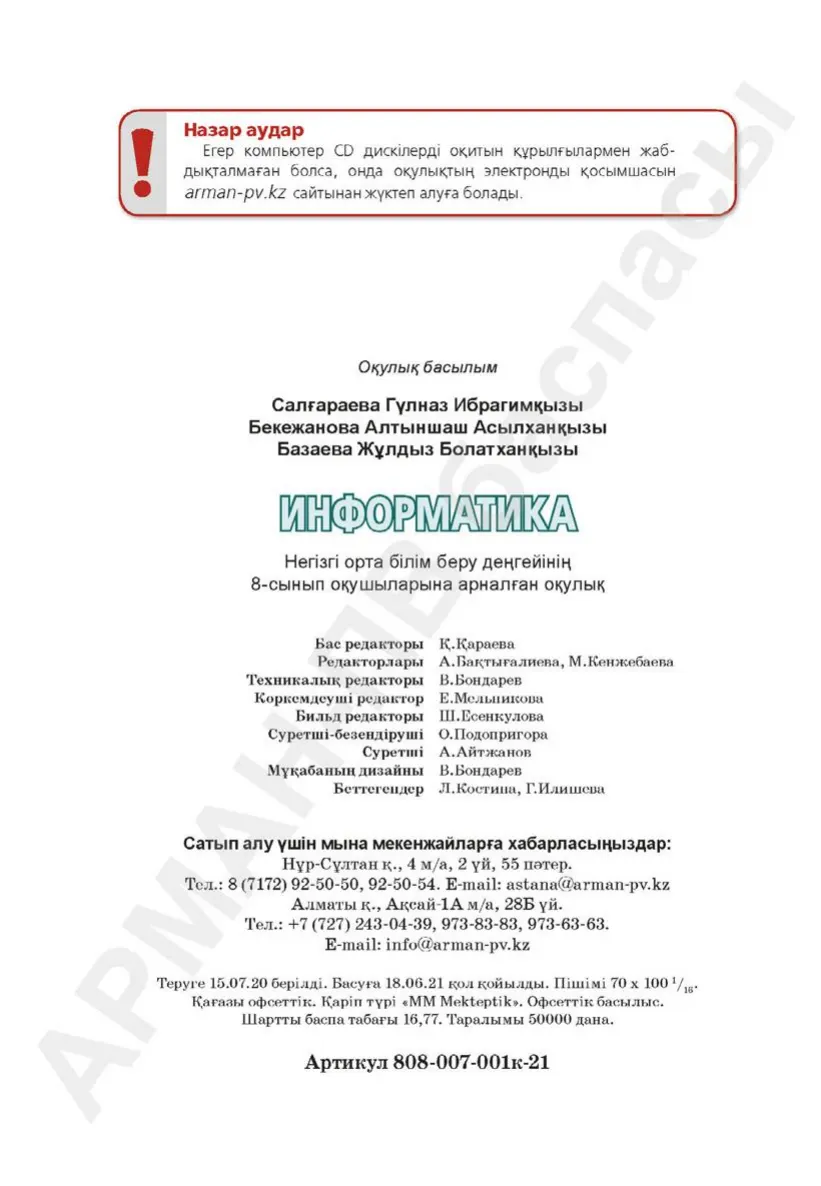 Назар аудар
Егер компьютер CD дискілерді оқитын құрылғылармен жаб-
дықталмаған болса, онда оқулықтың электронды қосымшасын
arman-pv.kz сайтынан жүктеп алуға болады.
Оқулық басылым
Салғараева Гүлназ Ибрагимқызы
Бекежанова Алтыншаш Асылханқызы
Базаева Жұлдыз Болатханқызы
ИНФОРМАТИКА
Негізгі орта білім беру деңгейінің
8-сынып оқушыларына арналған оқулық
Бас редакторы Қ.Қараева
Редакторлары А.Бақтығалиева, М.Кенжебаева
Техникалық редакторы В.Бондарев
Көркемдеуші редактор Е.Мельникова
Бильд редакторы Ш.Есенкулова
Суретші-безендіруші О.Подопригора
Суретші А.Айтжанов
Мұқабаның дизайны В.Бондарев
Беттегендер Л.Костина, Г.Илишева
Сатып алу үшін мына мекенжайларға хабарласыңыздар:
Нұр-Сұлтан қ., 4 м/а, 2 үй, 55 пәтер.
Тел.: 8 (7172) 92-50-50, 92-50-54. E-mail: astana@arman-pv.kz
Алматы қ., Ақсай-1А м/а, 28Б үй.
Тел.: +7 (727) 243-04-39, 973-83-83, 973-63-63.
E-mail: info@arman-pv.kz
Теруге 15.07.20 берілді. Басуға 18.06.21 қол қойылды. Пішімі 70 х 100 1/16.
Қағазы офсеттік. Қаріп түрі «MM Mekteptik». Офсеттік басылыс.
Шартты баспа табағы 16,77. Таралымы 50000 дана.
Артикул 808-007-001к-21
АРМАН-ПВ баспасы